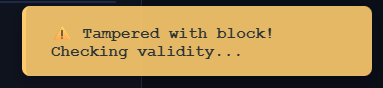 ⚠️ Tampered with block!
Checking validity...